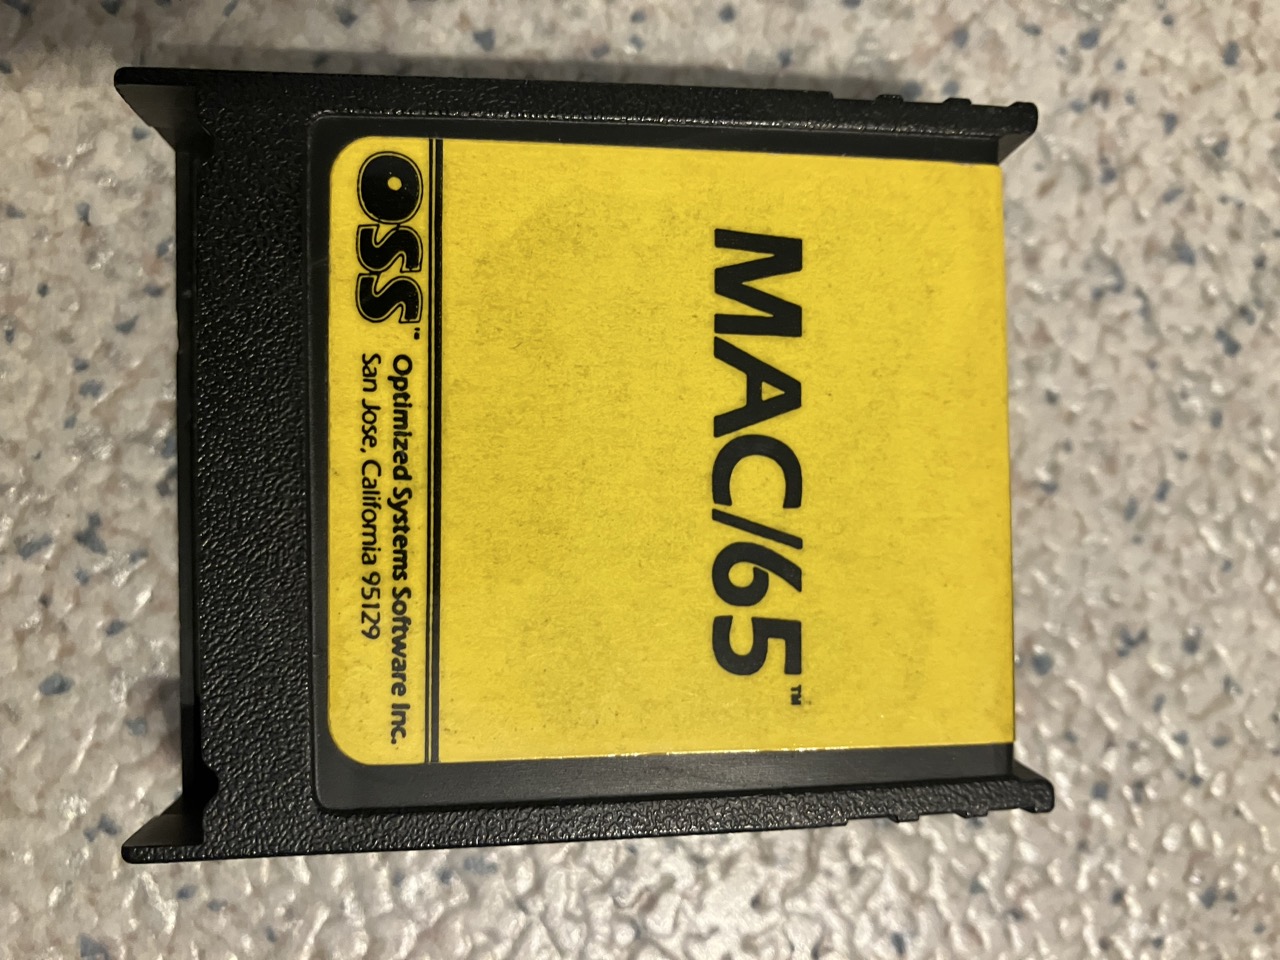 MAC/65™
OSS™ Optimized Systems Software Inc.
San Jose, California 95129